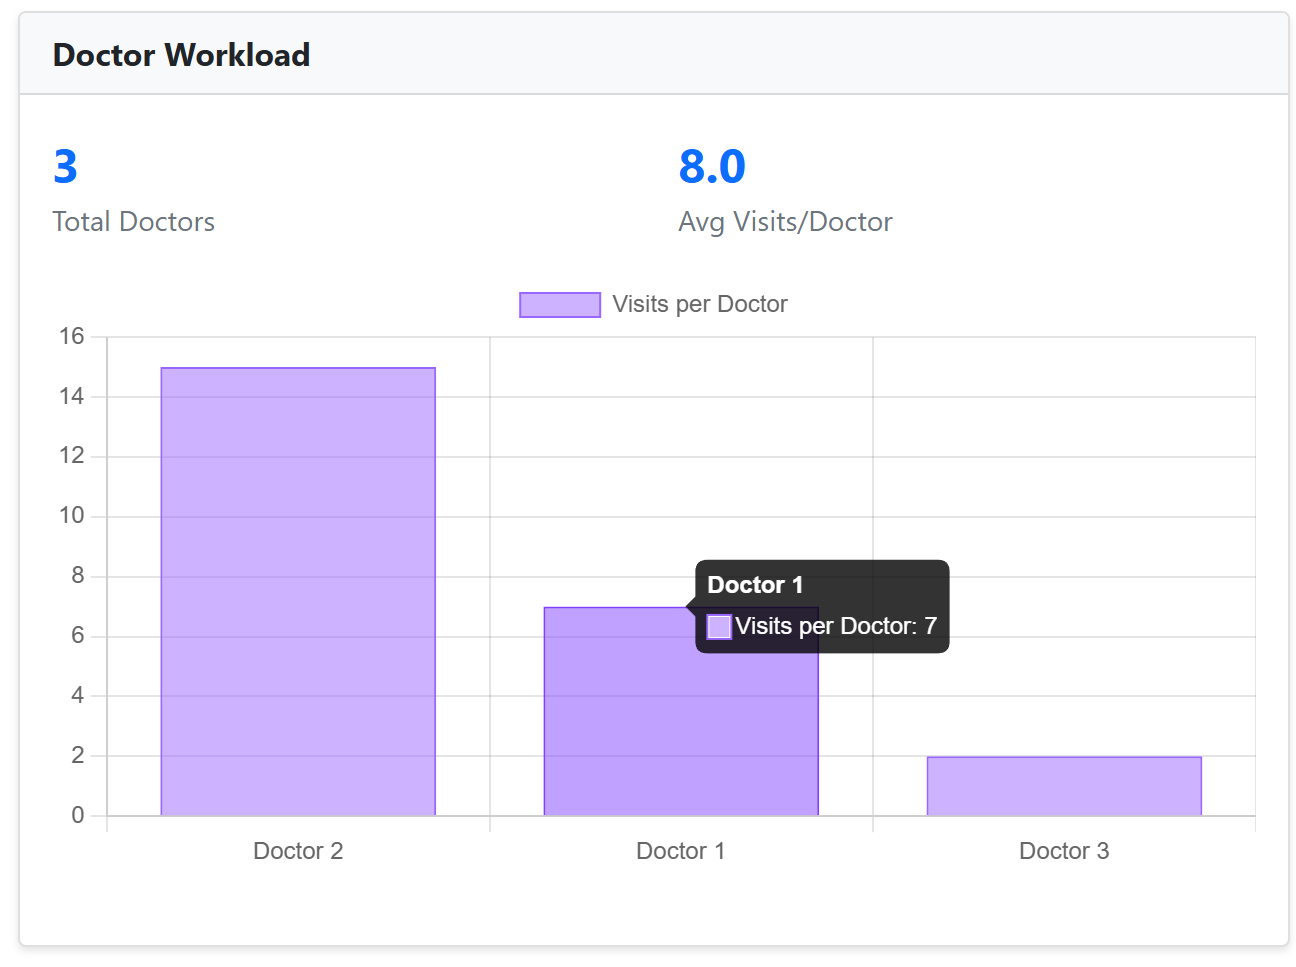 Doctor Workload
3
Total Doctors
8.0
Avg Visits/Doctor
Visits per Doctor
16
14
12
10
8
6
4
2
0
Doctor 1
Visits per Doctor: 7
Doctor 2
Doctor 1
Doctor 3